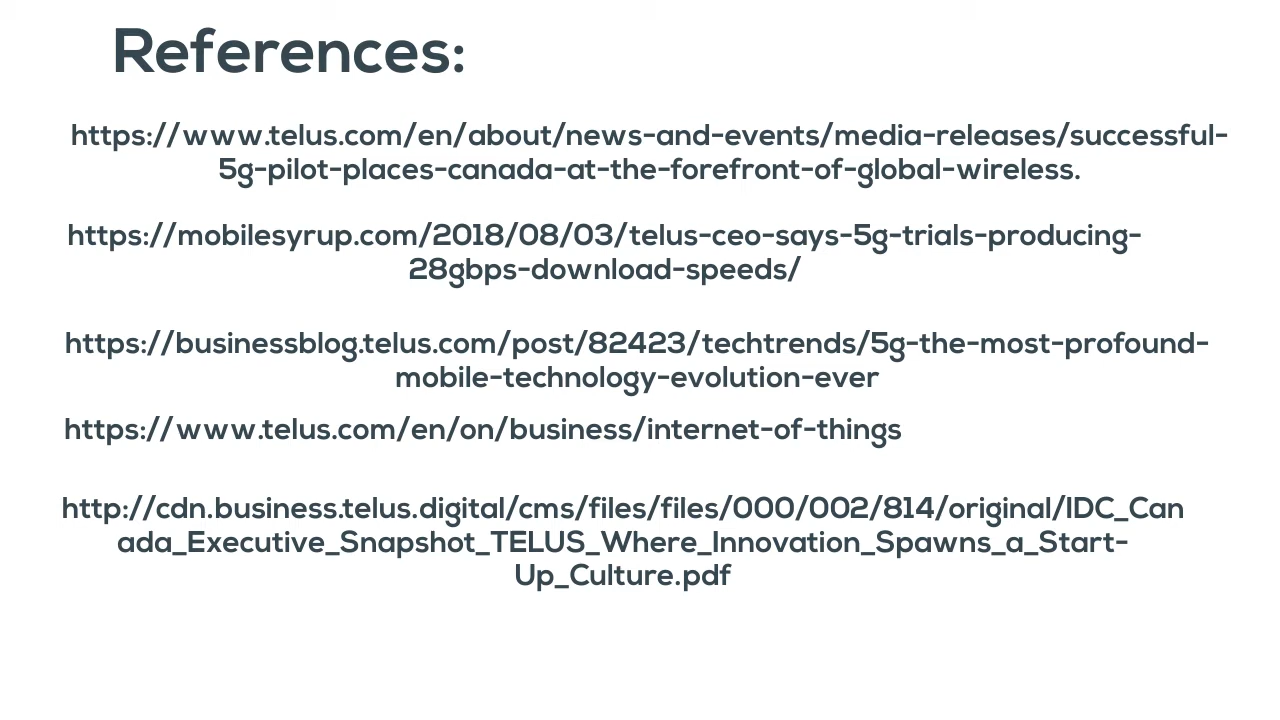 References:
https://www.telus.com/en/about/news-and-events/media-releases/successful-
5g-pilot-places-canada-at-the-forefront-of-global-wireless.
https://mobilesyrup.com/2018/08/03/telus-ceo-says-5g-trials-producing-
28gbps-download-speeds/
https://businessblog.telus.com/post/82423/techtrends/5g-the-most-profound-
mobile-technology-evolution-ever
https://www.telus.com/en/on/business/internet-of-things
http://cdn.business.telus.digital/cms/files/files/000/002/814/original/IDC_Can
ada_Executive_Snapshot_TELUS_Where_Innovation_Spawns_a_Start-
Up_Culture.pdf